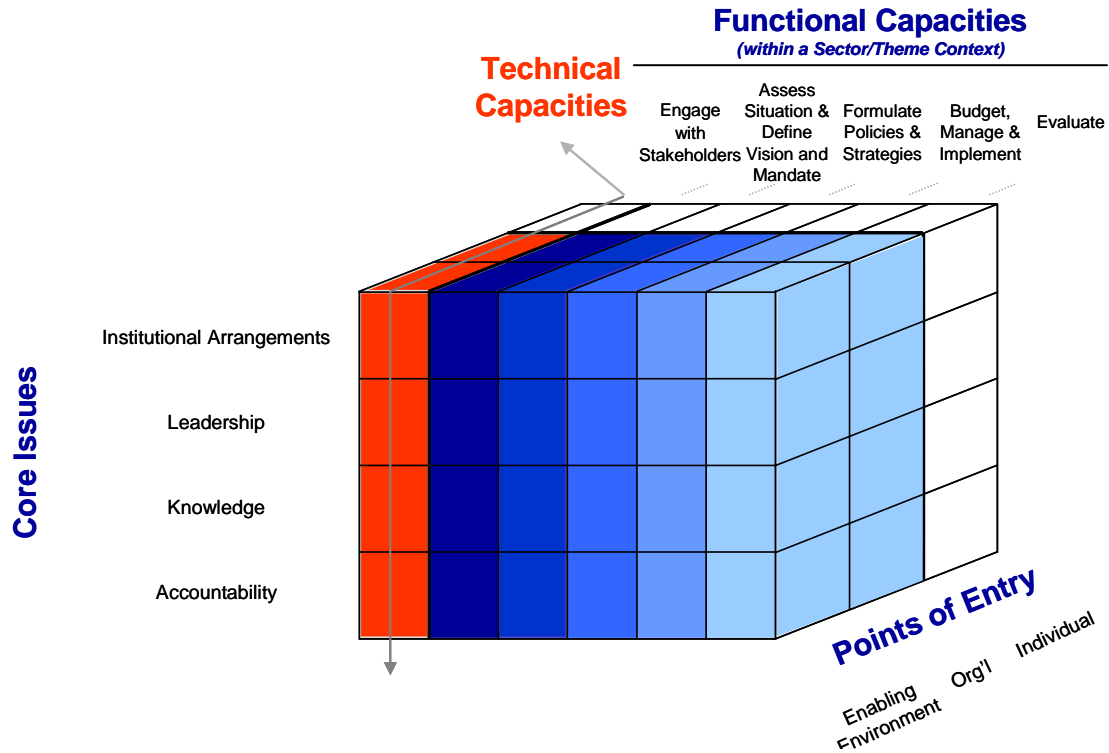 Functional Capacities
(within a Sector/Theme Context)
Technical
Capacities
Engage
with
Stakeholders
Assess
Situation &
Define
Vision and
Mandate
Formulate
Policies &
Strategies
Budget,
Manage &
Implement
Evaluate
Core Issues
Institutional Arrangements
Leadership
Knowledge
Accountability
Points of Entry
Enabling
Environment
Org'l
Individual